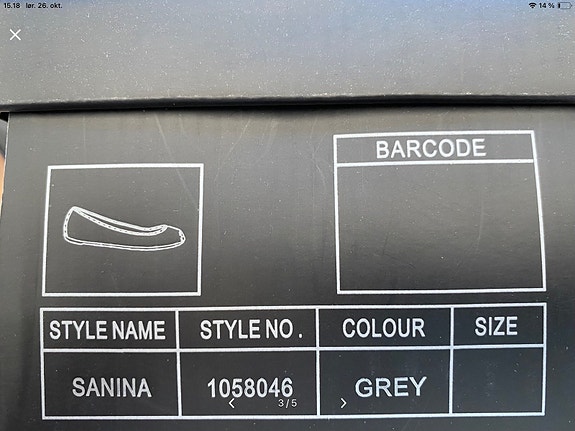 15.18 lør. 26. okt.
14 %
BARCODE
STYLE NAME STYLE NO. COLOUR SIZE
SANINA 1058046 GREY
3/5